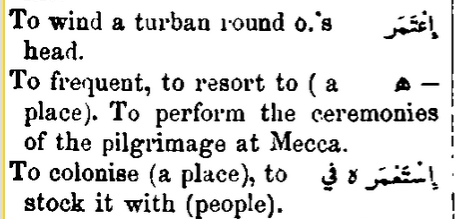 To wind a turban round o.'s إِعْتَمَر
head.
To frequent, to resort to ( a — ه
place). To perform the ceremonies
of the pilgrimage at Mecca.
To colonise (a place), to إِسْتَعْمَر ه في
stock it with (people).